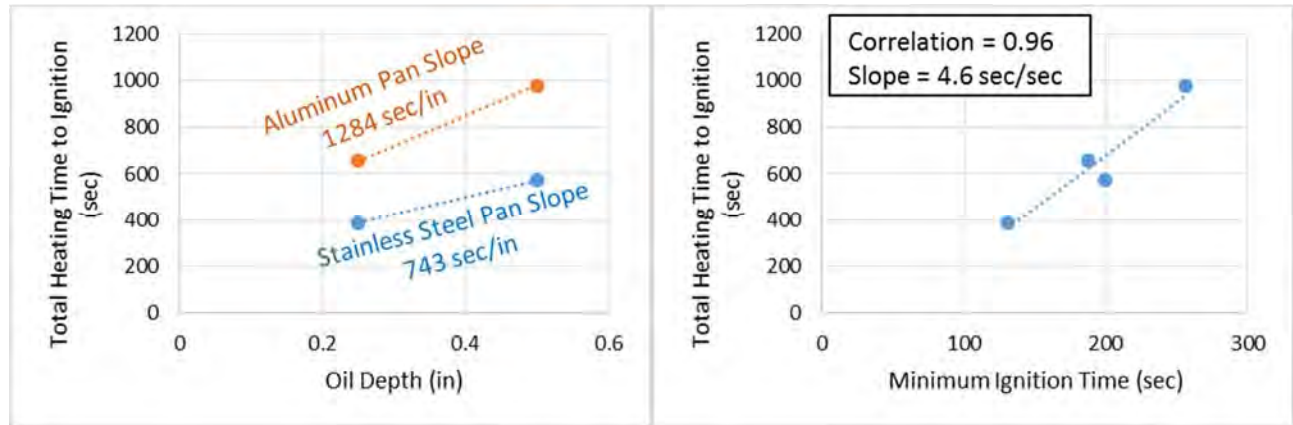 Total Heating Time to Ignition
(sec)
1200
1000
800
600
400
200
0
Aluminum Pan Slope
1284 sec/in
Stainless Steel Pan Slope
743 sec/in
0
0.2
0.4
0.6
Oil Depth (in)
Total Heating Time to Ignition
(sec)
1200
1000
800
600
400
200
0
Correlation = 0.96
Slope = 4.6 sec/sec
0
100
200
300
Minimum Ignition Time (sec)